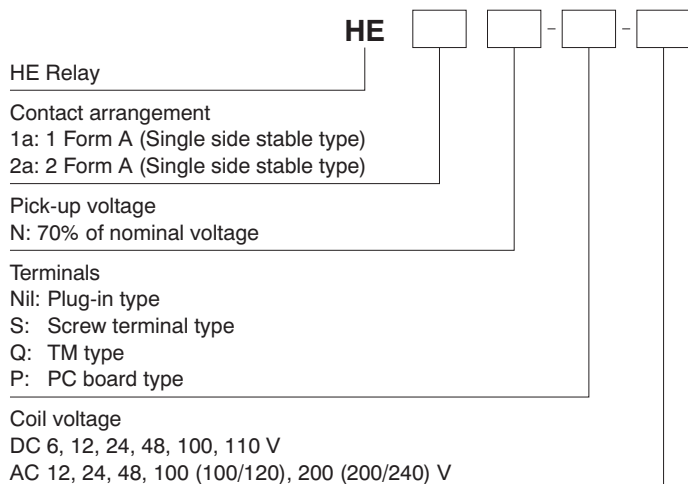 HE - -
HE Relay
Contact arrangement
1a: 1 Form A (Single side stable type)
2a: 2 Form A (Single side stable type)
Pick-up voltage
N: 70% of nominal voltage
Terminals
Nil: Plug-in type
S: Screw terminal type
Q: TM type
P: PC board type
Coil voltage
DC 6, 12, 24, 48, 100, 110 V
AC 12, 24, 48, 100 (100/120), 200 (200/240) V